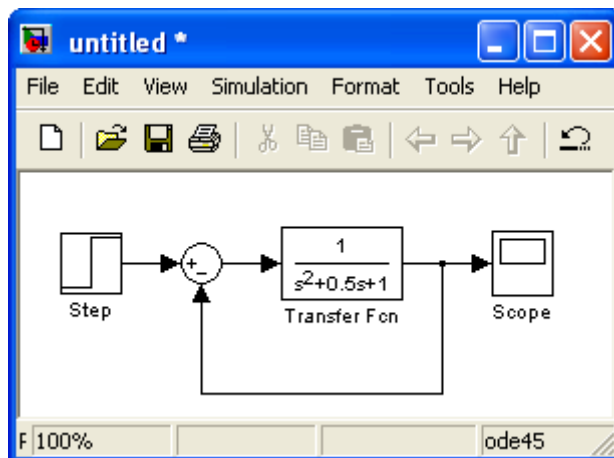 untitled *
File Edit View Simulation Format Tools Help
+
−
1
s²+0.5s+1
Step
Transfer Fcn
Scope
F 100%
ode45